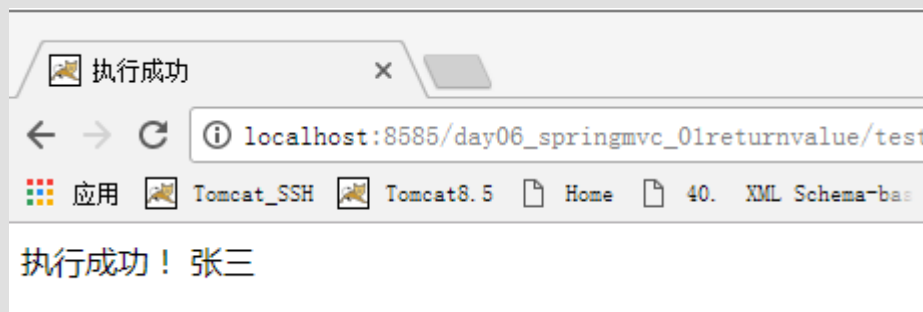 执行成功
localhost:8585/day06_springmvc_01returnvalue/test
应用 Tomcat_SSH Tomcat8.5 Home 40. XML Schema-bas
执行成功！ 张三